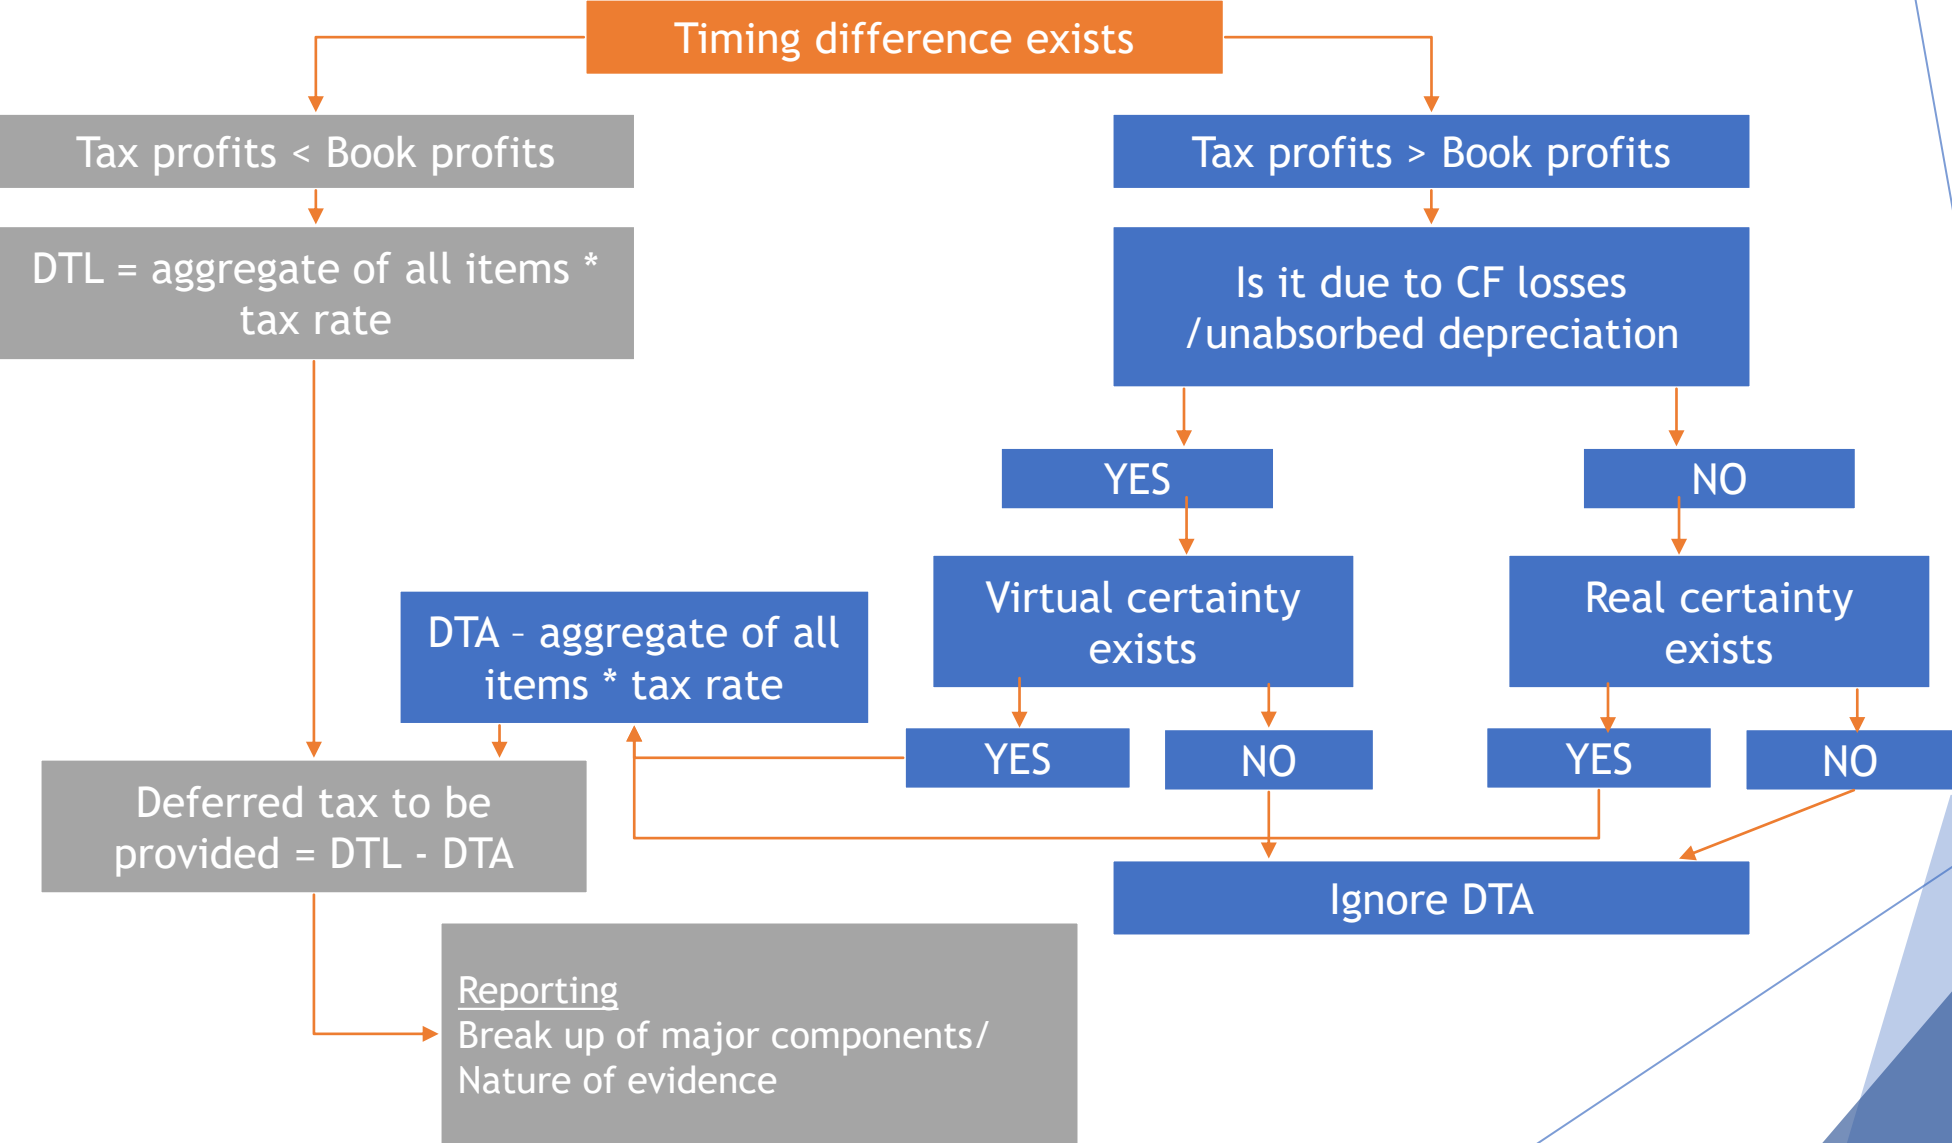 Timing difference exists
Tax profits < Book profits
Tax profits > Book profits
DTL = aggregate of all items *
tax rate
Is it due to CF losses
/unabsorbed depreciation
YES
NO
Virtual certainty
exists
Real certainty
exists
DTA – aggregate of all
items * tax rate
YES
NO
YES
NO
Deferred tax to be
provided = DTL - DTA
Ignore DTA
Reporting
Break up of major components/
Nature of evidence